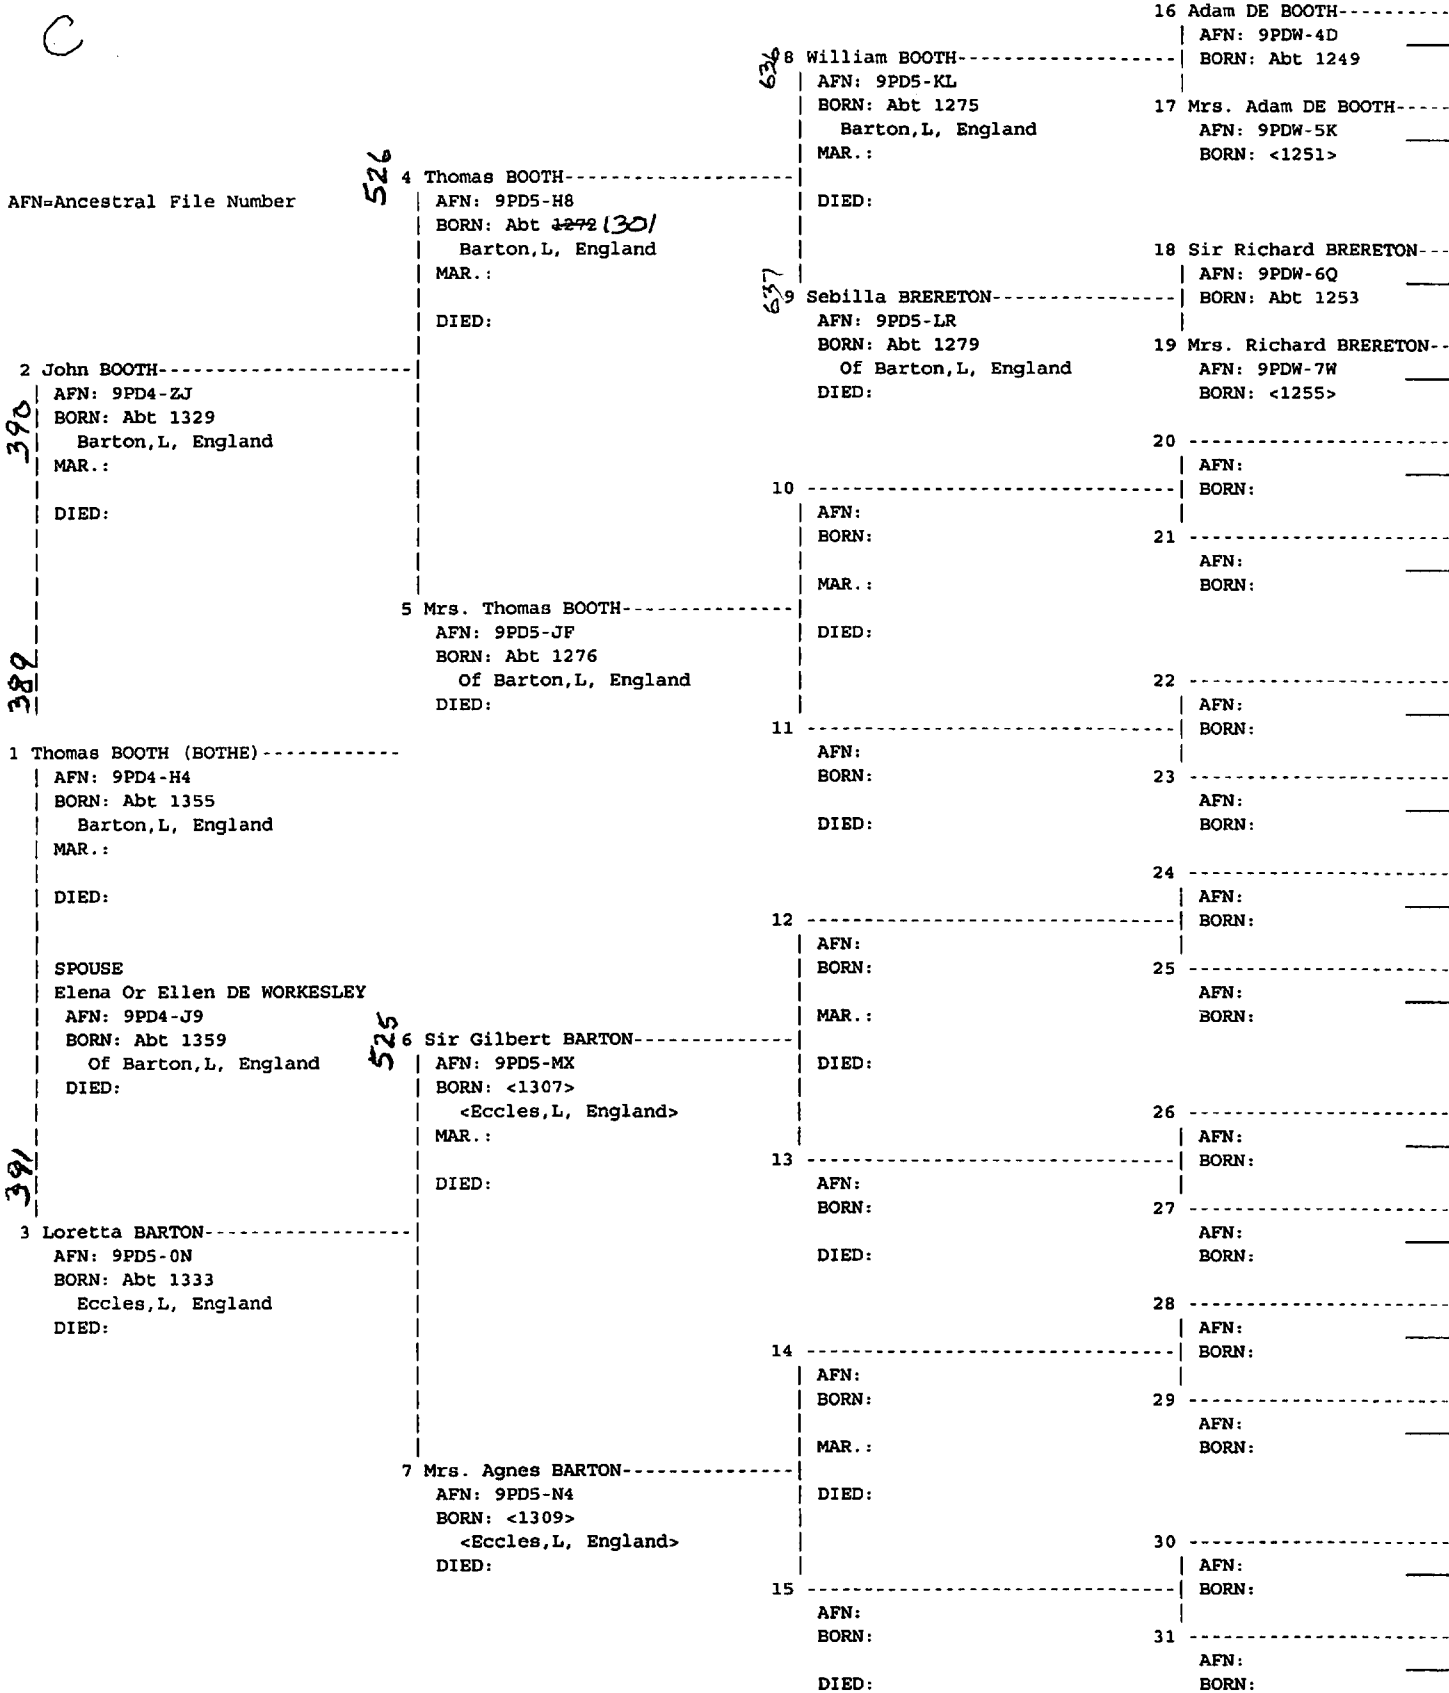 C
AFN=Ancestral File Number
390
2 John BOOTH
AFN: 9PD4-ZJ
BORN: Abt 1329
Barton,L, England
MAR.:
DIED:
389
1 Thomas BOOTH (BOTHE)
AFN: 9PD4-H4
BORN: Abt 1355
Barton,L, England
MAR.:
DIED:
SPOUSE
Elena Or Ellen DE WORKESLEY
AFN: 9PD4-J9
BORN: Abt 1359
Of Barton,L, England
DIED:
391
3 Loretta BARTON
AFN: 9PD5-0N
BORN: Abt 1333
Eccles,L, England
DIED:
526
4 Thomas BOOTH
AFN: 9PD5-H8
BORN: Abt 1272 1301
Barton,L, England
MAR.:
DIED:
5 Mrs. Thomas BOOTH
AFN: 9PD5-JF
BORN: Abt 1276
Of Barton,L, England
DIED:
525
6 Sir Gilbert BARTON
AFN: 9PD5-MX
BORN: <1307>
<Eccles,L, England>
MAR.:
DIED:
7 Mrs. Agnes BARTON
AFN: 9PD5-N4
BORN: <1309>
<Eccles,L, England>
DIED:
636
8 William BOOTH
AFN: 9PD5-KL
BORN: Abt 1275
Barton,L, England
MAR.:
DIED:
637
9 Sebilla BRERETON
AFN: 9PD5-LR
BORN: Abt 1279
Of Barton,L, England
DIED:
10
AFN:
BORN:
MAR.:
DIED:
11
AFN:
BORN:
DIED:
12
AFN:
BORN:
MAR.:
DIED:
13
AFN:
BORN:
DIED:
14
AFN:
BORN:
MAR.:
DIED:
15
AFN:
BORN:
DIED:
16 Adam DE BOOTH
AFN: 9PDW-4D
BORN: Abt 1249
17 Mrs. Adam DE BOOTH
AFN: 9PDW-5K
BORN: <1251>
18 Sir Richard BRERETON
AFN: 9PDW-6Q
BORN: Abt 1253
19 Mrs. Richard BRERETON
AFN: 9PDW-7W
BORN: <1255>
20
AFN:
BORN:
21
AFN:
BORN:
22
AFN:
BORN:
23
AFN:
BORN:
24
AFN:
BORN:
25
AFN:
BORN:
26
AFN:
BORN:
27
AFN:
BORN:
28
AFN:
BORN:
29
AFN:
BORN:
30
AFN:
BORN:
31
AFN:
BORN: